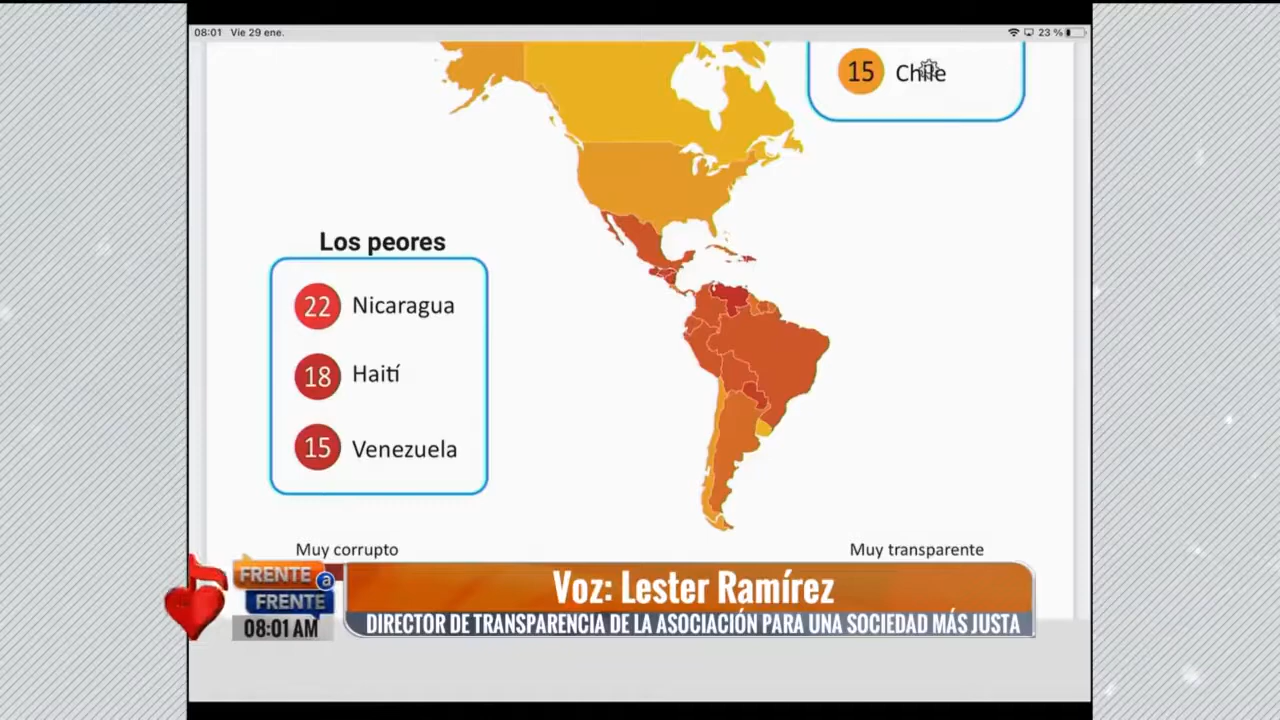 08:01 Vie 29 ene.
23 %
15 Chile
Los peores
22 Nicaragua
18 Haití
15 Venezuela
Muy corrupto
Muy transparente
FRENTE a
FRENTE
08:01 AM
Voz: Lester Ramírez
DIRECTOR DE TRANSPARENCIA DE LA ASOCIACIÓN PARA UNA SOCIEDAD MÁS JUSTA